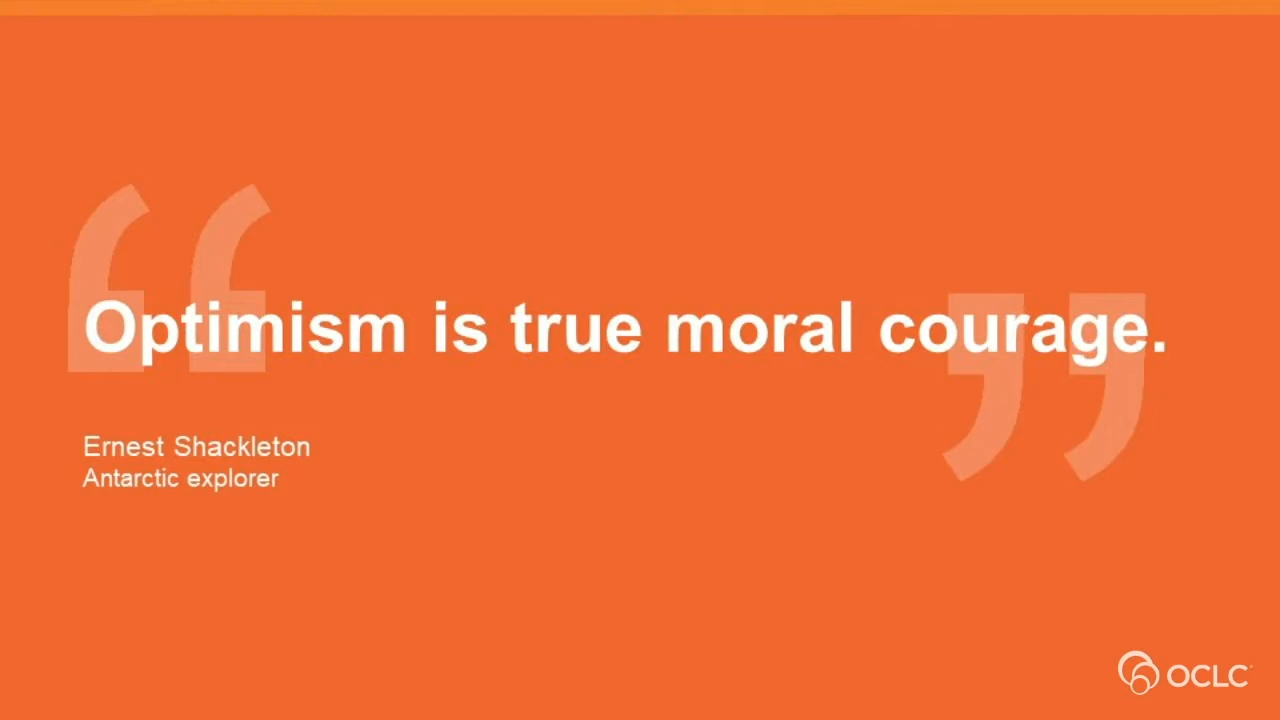 Optimism is true moral courage.
Ernest Shackleton
Antarctic explorer
OCLC